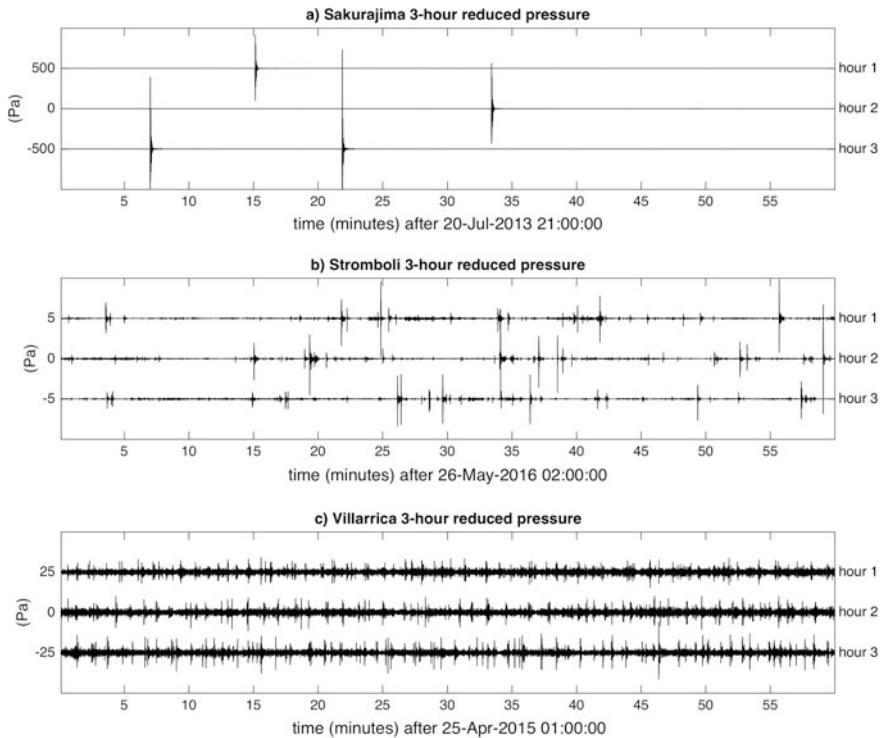 a) Sakurajima 3-hour reduced pressure
500
0
-500
(Pa)
hour 1
hour 2
hour 3
5 10 15 20 25 30 35 40 45 50 55
time (minutes) after 20-Jul-2013 21:00:00
b) Stromboli 3-hour reduced pressure
5
0
-5
(Pa)
hour 1
hour 2
hour 3
5 10 15 20 25 30 35 40 45 50 55
time (minutes) after 26-May-2016 02:00:00
c) Villarrica 3-hour reduced pressure
25
0
-25
(Pa)
hour 1
hour 2
hour 3
5 10 15 20 25 30 35 40 45 50 55
time (minutes) after 25-Apr-2015 01:00:00